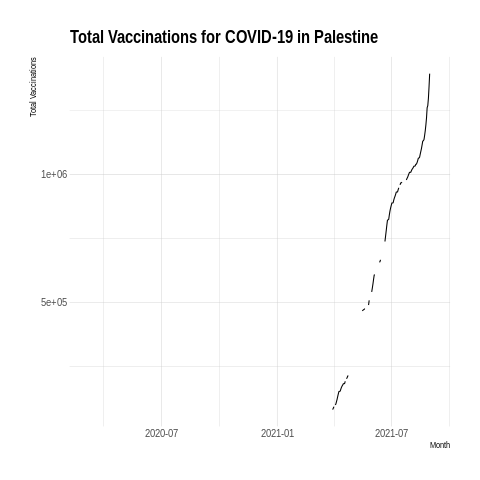 Total Vaccinations for COVID-19 in Palestine
Total Vaccinations
1e+06
5e+05
2020-07
2021-01
2021-07
Month